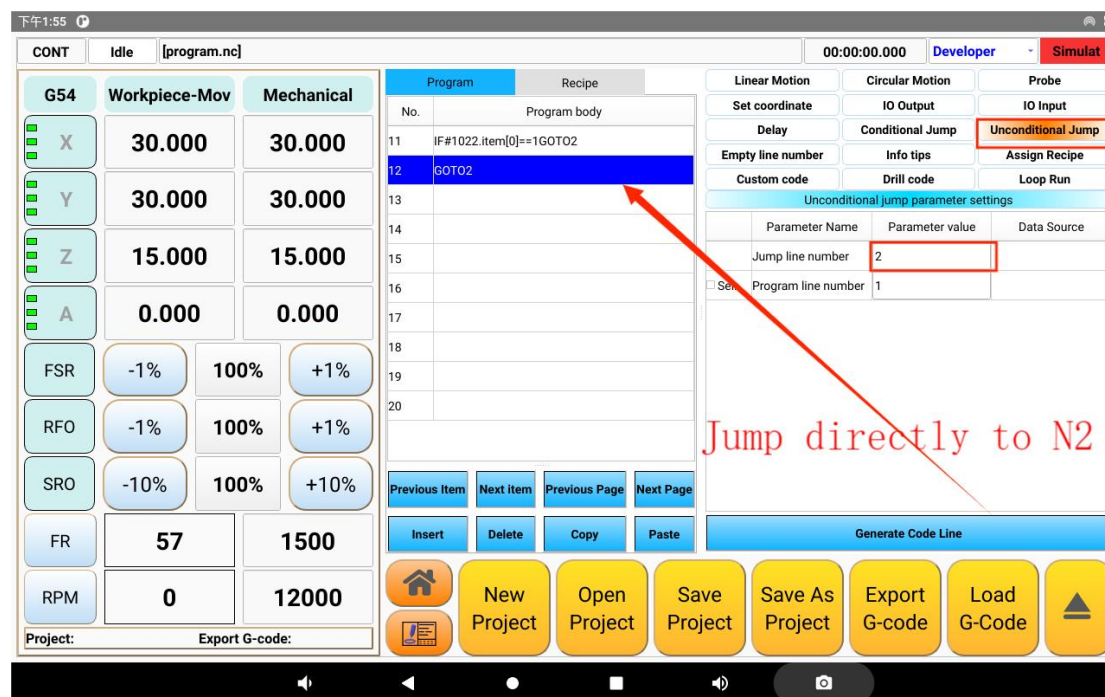 下午1:55
CONT Idle [program.nc] 00:00:00.000 Developer Simulat
G54 Workpiece-Mov Mechanical
X 30.000 30.000
Y 30.000 30.000
Z 15.000 15.000
A 0.000 0.000
FSR -1% 100% +1%
RFO -1% 100% +1%
SRO -10% 100% +10%
FR 57 1500
RPM 0 12000
Project: Export G-code:
Program Recipe
No. Program body
11 IF#1022.item[0]==1GOTO2
12 GOTO2
13
14
15
16
17
18
19
20
Previous Item Next item Previous Page Next Page
Insert Delete Copy Paste
Linear Motion Circular Motion Probe
Set coordinate IO Output IO Input
Delay Conditional Jump Unconditional Jump
Empty line number Info tips Assign Recipe
Custom code Drill code Loop Run
Unconditional jump parameter settings
Parameter Name Parameter value Data Source
Jump line number 2
Program line number 1
Jump directly to N2
Generate Code Line
New Project
Open Project
Save Project
Save As Project
Export G-code
Load G-Code